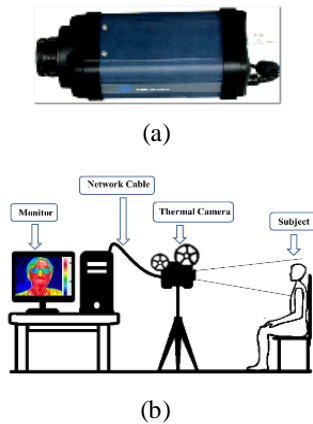 (a)
Network Cable
Monitor
Thermal Camera
Subject
(b)